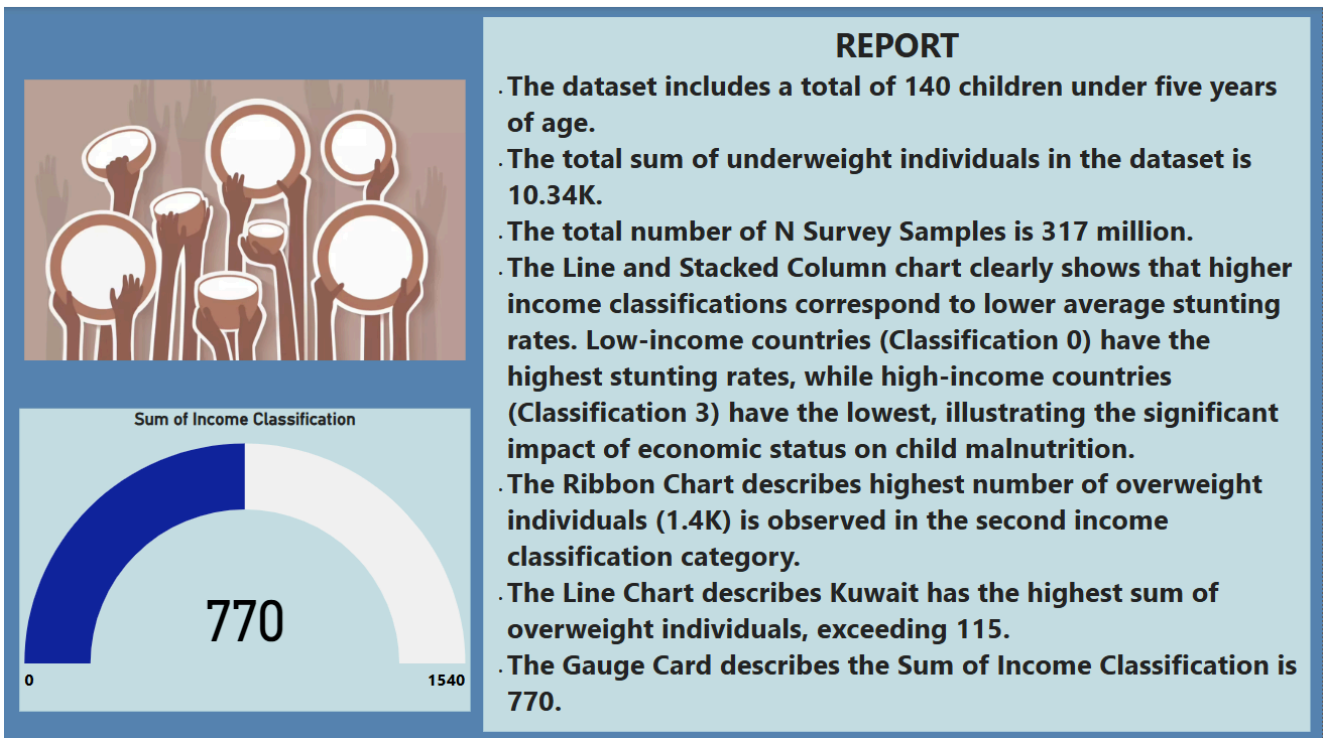 REPORT
. The dataset includes a total of 140 children under five years
of age.
. The total sum of underweight individuals in the dataset is
10.34K.
. The total number of N Survey Samples is 317 million.
. The Line and Stacked Column chart clearly shows that higher
income classifications correspond to lower average stunting
rates. Low-income countries (Classification 0) have the
highest stunting rates, while high-income countries
(Classification 3) have the lowest, illustrating the significant
impact of economic status on child malnutrition.
. The Ribbon Chart describes highest number of overweight
individuals (1.4K) is observed in the second income
classification category.
. The Line Chart describes Kuwait has the highest sum of
overweight individuals, exceeding 115.
. The Gauge Card describes the Sum of Income Classification is
770.
Sum of Income Classification
770
0 1540